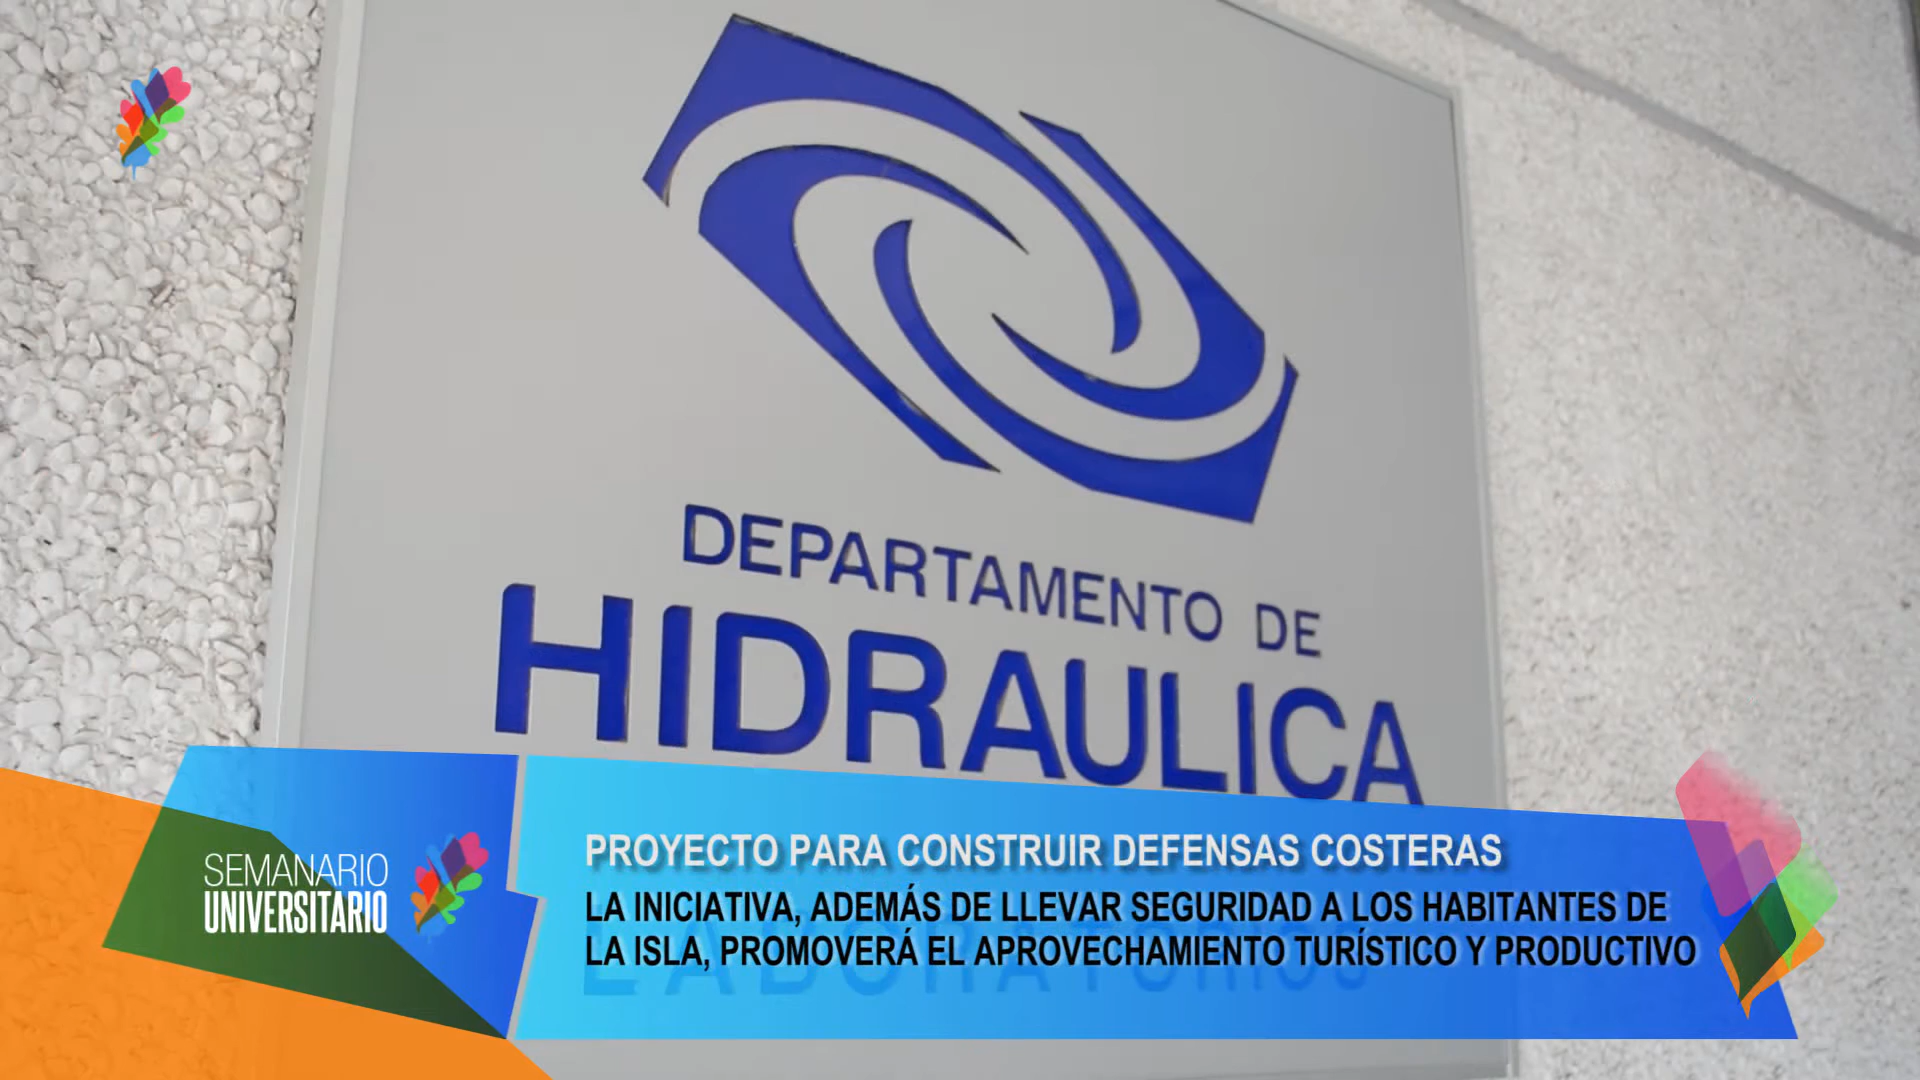 DEPARTAMENTO DE
HIDRAULICA
SEMANARIO
UNIVERSITARIO
PROYECTO PARA CONSTRUIR DEFENSAS COSTERAS
LA INICIATIVA, ADEMÁS DE LLEVAR SEGURIDAD A LOS HABITANTES DE
LA ISLA, PROMOVERÁ EL APROVECHAMIENTO TURÍSTICO Y PRODUCTIVO
LABORATORIOS